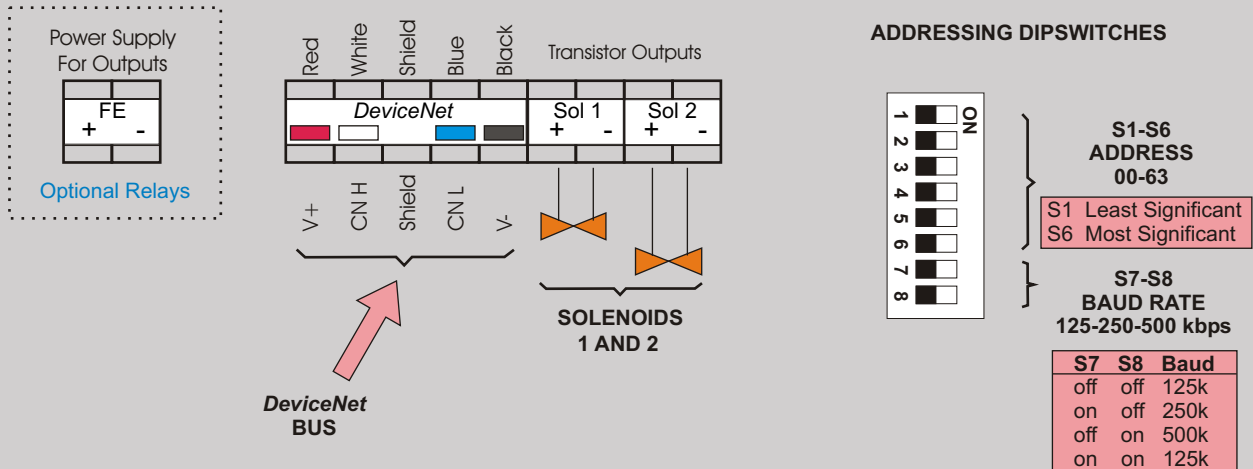 Power Supply
For Outputs
FE
+ -
Optional Relays
Red
White
Shield
Blue
Black
Transistor Outputs
DeviceNet
Sol 1
+ -
Sol 2
+ -
V+
CN H
Shield
CN L
V-
DeviceNet
BUS
SOLENOIDS
1 AND 2
ADDRESSING DIPSWITCHES
ON
1
2
3
4
5
6
7
8
S1-S6
ADDRESS
00-63
S1 Least Significant
S6 Most Significant
S7-S8
BAUD RATE
125-250-500 kbps
S7 S8 Baud
off off 125k
on off 250k
off on 500k
on on 125k